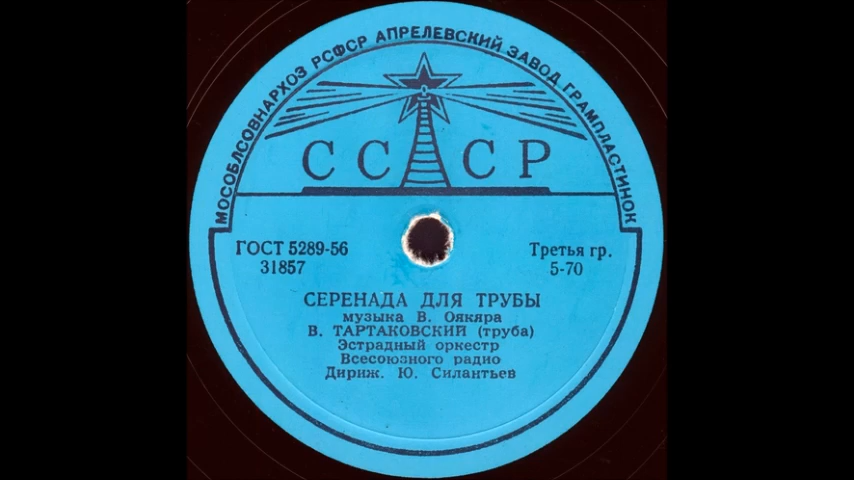 МОСОБЛСОВНАРХОЗ РСФСР АПРЕЛЕВСКИЙ ЗАВОД ГРАМПЛАСТИНОК
СССР
ГОСТ 5289-56
31857
Третья гр.
5-70
СЕРЕНАДА ДЛЯ ТРУБЫ
музыка В. Оякяра
В. ТАРТАКОВСКИЙ (труба)
Эстрадный оркестр
Всесоюзного радио
Дириж. Ю. Силантьев